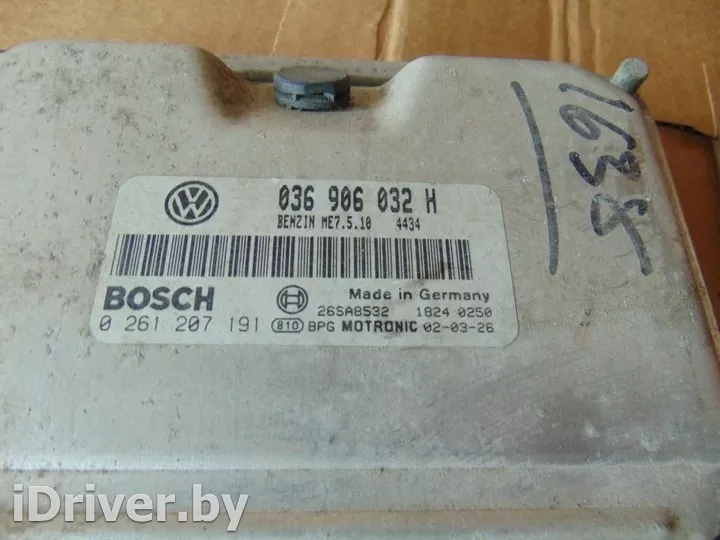 036 906 032 H
BENZIN ME7.5.10 4434
BOSCH
Made in Germany
26SA8532 1824 0250
0 261 207 191
810 BPG MOTRONIC 02-03-26
iDriver.by